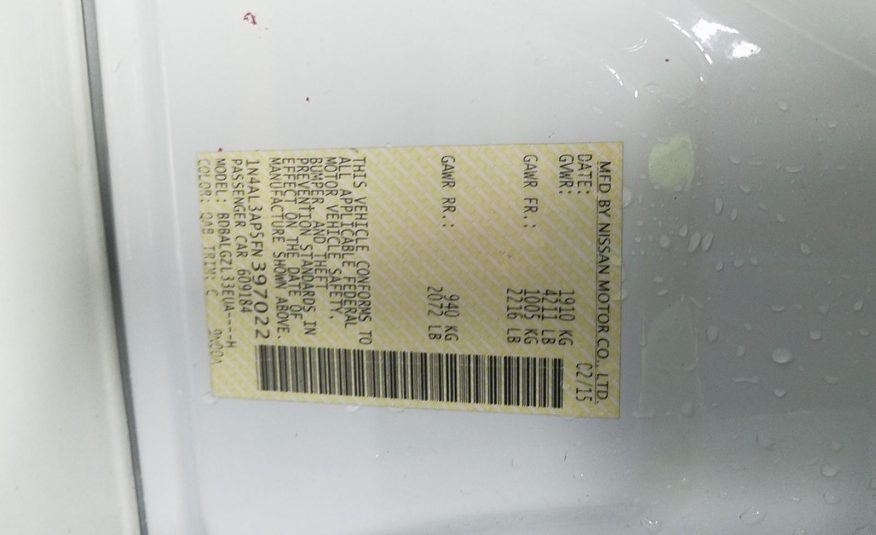 MFD BY NISSAN MOTOR CO., LTD.
DATE: 02/15
GVWR: 1910 KG
4211 LB
GAWR FR.: 1005 KG
2216 LB
GAWR RR.: 940 KG
2072 LB
THIS VEHICLE CONFORMS TO
ALL APPLICABLE FEDERAL
MOTOR VEHICLE SAFETY,
BUMPER, AND THEFT
PREVENTION STANDARDS IN
EFFECT ON THE DATE OF
MANUFACTURE SHOWN ABOVE.
1N4AL3AP5FN397022
PASSENGER CAR 609184
MODEL: BDBALGZL33EUA----H
COLOR: QAB TRIM: C